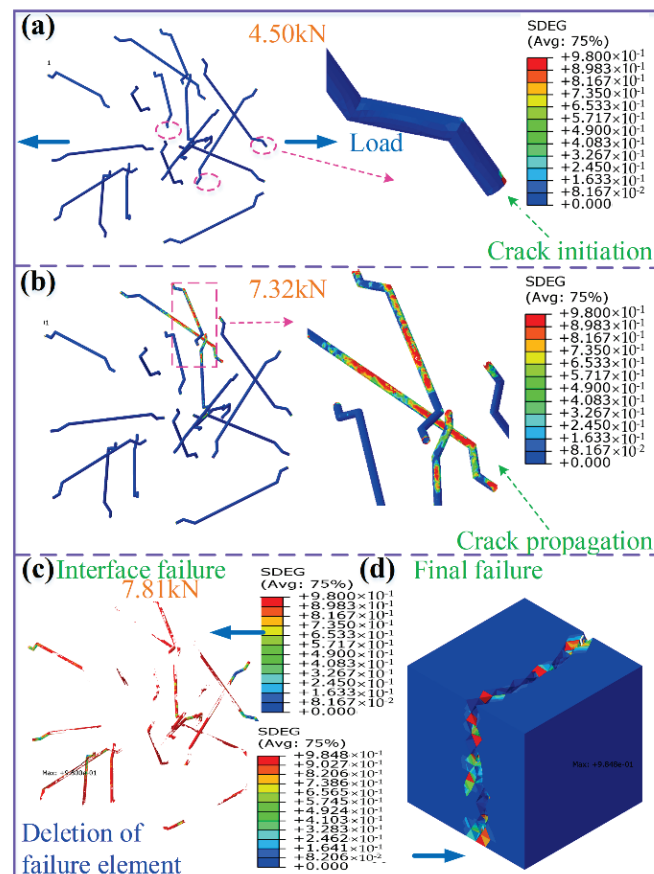 (a)
4.50kN
1
Load
SDEG
(Avg: 75%)
+9.800×10⁻¹
+8.983×10⁻¹
+8.167×10⁻¹
+7.350×10⁻¹
+6.533×10⁻¹
+5.717×10⁻¹
+4.900×10⁻¹
+4.083×10⁻¹
+3.267×10⁻¹
+2.450×10⁻¹
+1.633×10⁻¹
+8.167×10⁻²
+0.000
Crack initiation
(b)
7.32kN
SDEG
(Avg: 75%)
+9.800×10⁻¹
+8.983×10⁻¹
+8.167×10⁻¹
+7.350×10⁻¹
+6.533×10⁻¹
+5.717×10⁻¹
+4.900×10⁻¹
+4.083×10⁻¹
+3.267×10⁻¹
+2.450×10⁻¹
+1.633×10⁻¹
+8.167×10⁻²
+0.000
Crack propagation
(c) Interface failure
7.81kN
SDEG
(Avg: 75%)
+9.800×10⁻¹
+8.983×10⁻¹
+8.167×10⁻¹
+7.350×10⁻¹
+6.533×10⁻¹
+5.717×10⁻¹
+4.900×10⁻¹
+4.083×10⁻¹
+3.267×10⁻¹
+2.450×10⁻¹
+1.633×10⁻¹
+8.167×10⁻²
+0.000
Max: +9.800e-01
Deletion of
failure element
SDEG
(Avg: 75%)
+9.848×10⁻¹
+9.027×10⁻¹
+8.206×10⁻¹
+7.386×10⁻¹
+6.565×10⁻¹
+5.745×10⁻¹
+4.924×10⁻¹
+4.103×10⁻¹
+3.283×10⁻¹
+2.462×10⁻¹
+1.641×10⁻¹
+8.206×10⁻²
+0.000
(d) Final failure
Max: +9.848e-01